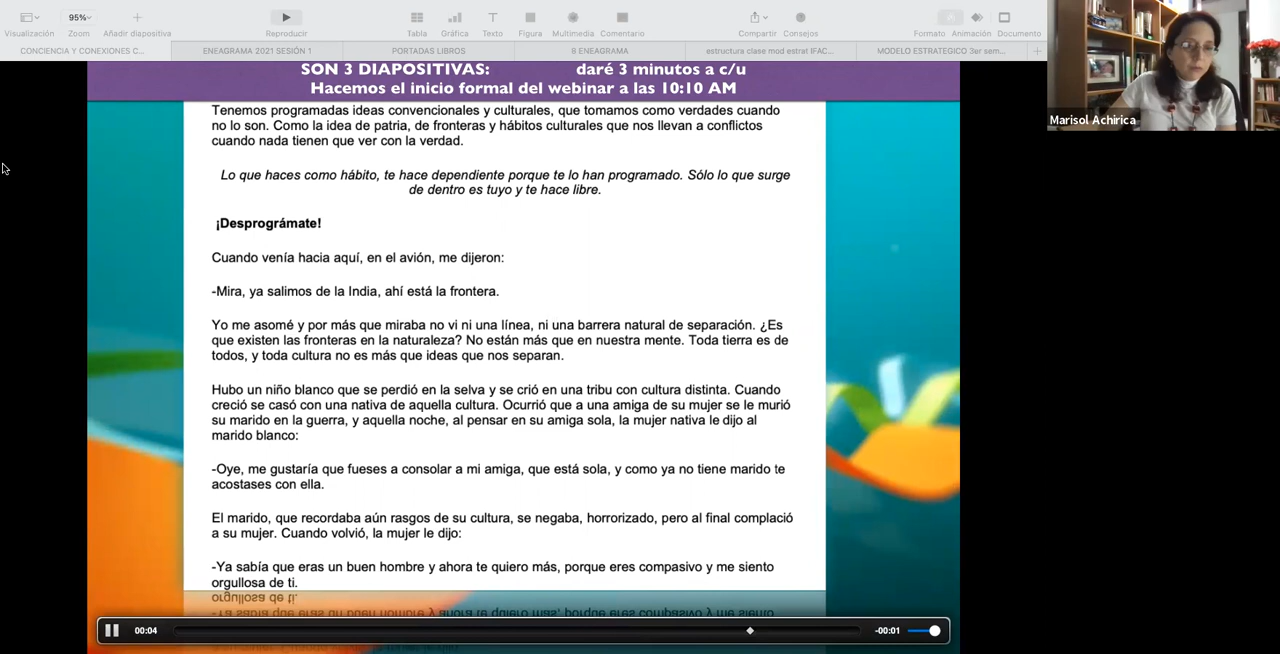 Visualización
95%
Zoom
Añadir diapositiva
Reproducir
Tabla
Gráfica
Texto
Figura
Multimedia
Comentario
Compartir
Consejos
Formato
Animación
Documento
CONCIENCIA Y CONEXIONES C...
ENEAGRAMA 2021 SESIÓN 1
PORTADAS LIBROS
8 ENEAGRAMA
estructura clase mod estrat IFAC...
MODELO ESTRATEGICO 3er sem...
Marisol Achirica
SON 3 DIAPOSITIVAS: daré 3 minutos a c/u
Hacemos el inicio formal del webinar a las 10:10 AM
Tenemos programadas ideas convencionales y culturales, que tomamos como verdades cuando
no lo son. Como la idea de patria, de fronteras y hábitos culturales que nos llevan a conflictos
cuando nada tienen que ver con la verdad.
Lo que haces como hábito, te hace dependiente porque te lo han programado. Sólo lo que surge
de dentro es tuyo y te hace libre.
¡Desprográmate!
Cuando venía hacia aquí, en el avión, me dijeron:
-Mira, ya salimos de la India, ahí está la frontera.
Yo me asomé y por más que miraba no vi ni una línea, ni una barrera natural de separación. ¿Es
que existen las fronteras en la naturaleza? No están más que en nuestra mente. Toda tierra es de
todos, y toda cultura no es más que ideas que nos separan.
Hubo un niño blanco que se perdió en la selva y se crió en una tribu con cultura distinta. Cuando
creció se casó con una nativa de aquella cultura. Ocurrió que a una amiga de su mujer se le murió
su marido en la guerra, y aquella noche, al pensar en su amiga sola, la mujer nativa le dijo al
marido blanco:
-Oye, me gustaría que fueses a consolar a mi amiga, que está sola, y como ya no tiene marido te
acostases con ella.
El marido, que recordaba aún rasgos de su cultura, se negaba, horrorizado, pero al final complació
a su mujer. Cuando volvió, la mujer le dijo:
-Ya sabía que eras un buen hombre y ahora te quiero más, porque eres compasivo y me siento
orgullosa de ti.
00:04
-00:01